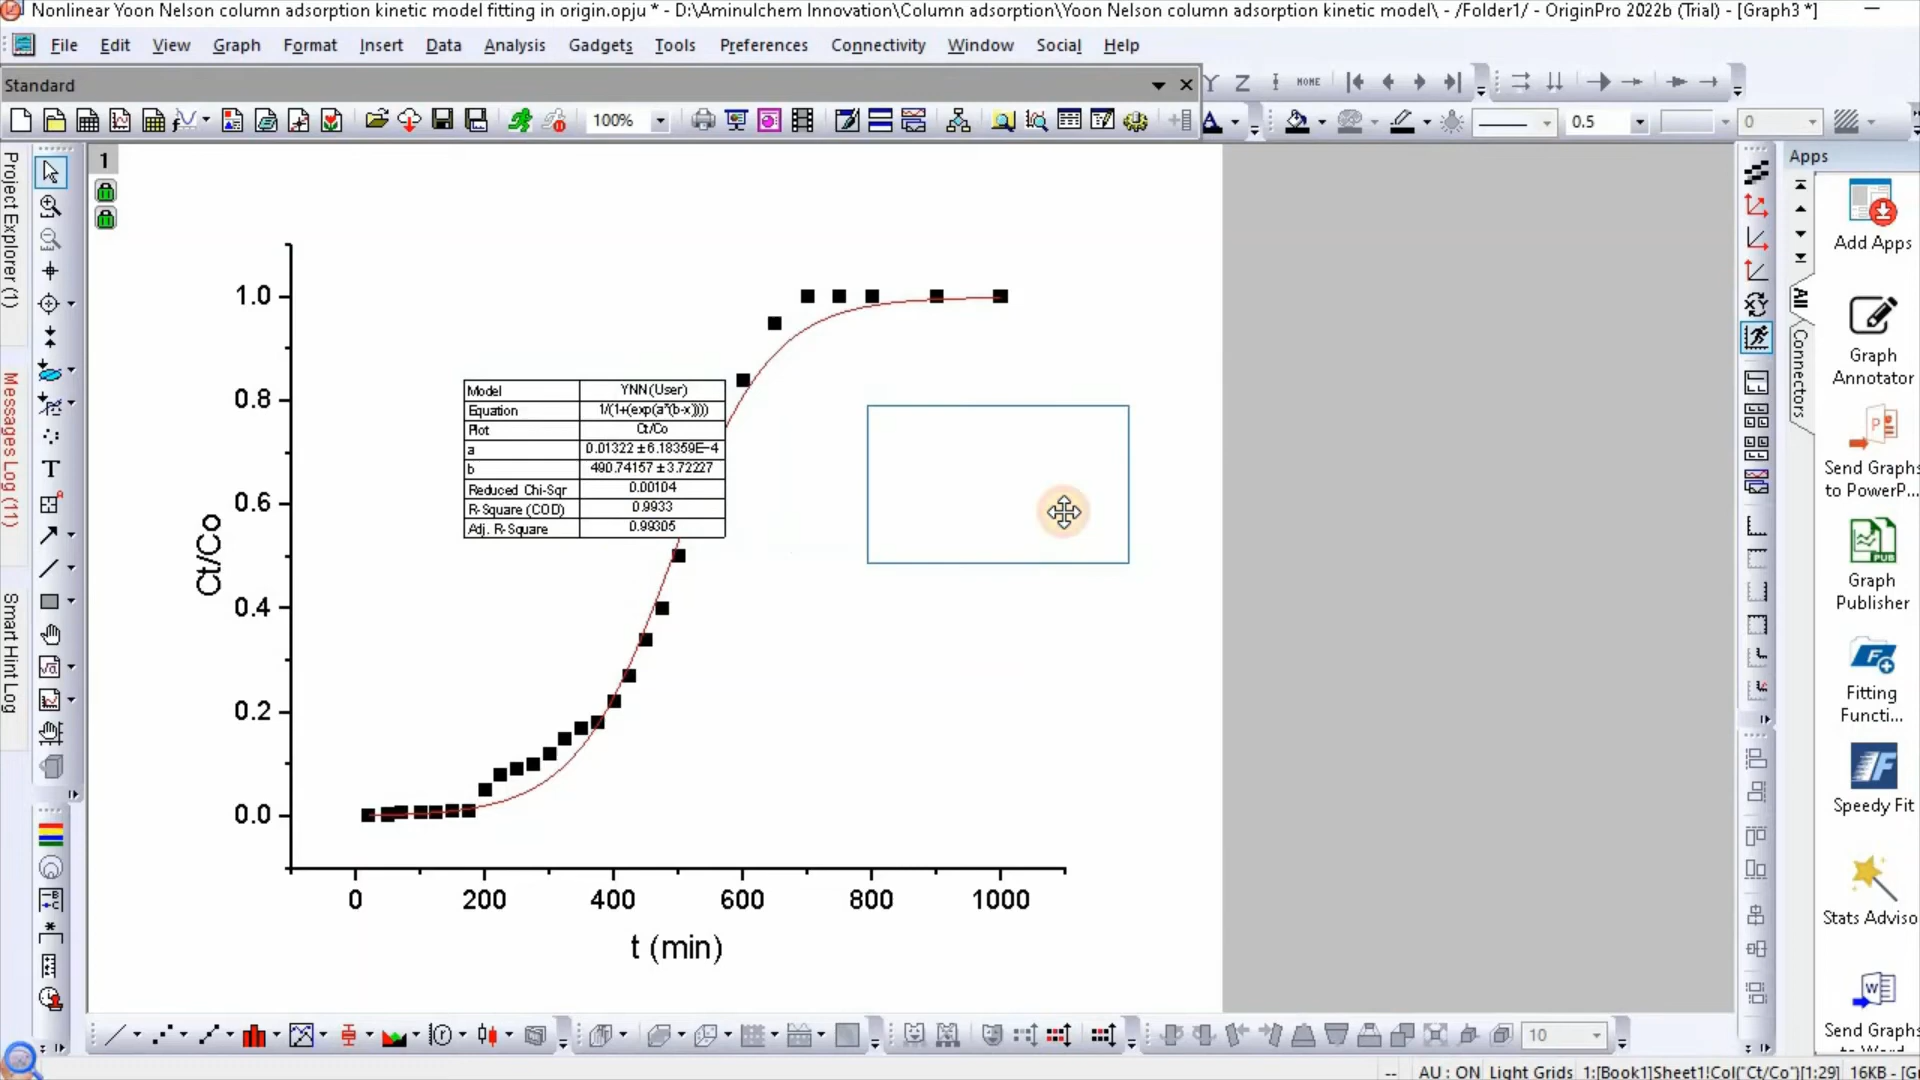 Nonlinear Yoon Nelson column adsorption kinetic model fitting in origin.opju * - D:\Aminulchem Innovation\Column adsorption\Yoon Nelson column adsorption kinetic model\ - /Folder1/ - OriginPro 2022b (Trial) - [Graph3 *]
File Edit View Graph Format Insert Data Analysis Gadgets Tools Preferences Connectivity Window Social Help
Standard
Y Z HOME
100%
A 0.5 0
Project Explorer (1)
Messages Log (11)
Smart Hint Log
1
T
Ct/Co
1.0
0.8
0.6
0.4
0.2
0.0
0 200 400 600 800 1000
t (min)
Model YNN (User)
Equation 1/(1+(exp(a*(b-x))))
Plot Ct/Co
a 0.01322 ± 6.18359E-4
b 490.74157 ± 3.72227
Reduced Chi-Sqr 0.00104
R-Square (COD) 0.9933
Adj. R-Square 0.99305
Apps
All
Connectors
Add Apps
Graph
Annotator
Send Graphs
to PowerP...
Graph
Publisher
Fitting
Functi...
Speedy Fit
Stats Adviso
Send Graphs
to Word
10
-- AU : ON Light Grids 1:[Book1]Sheet1!Col("Ct/Co")[1:29] 16KB - [Gr